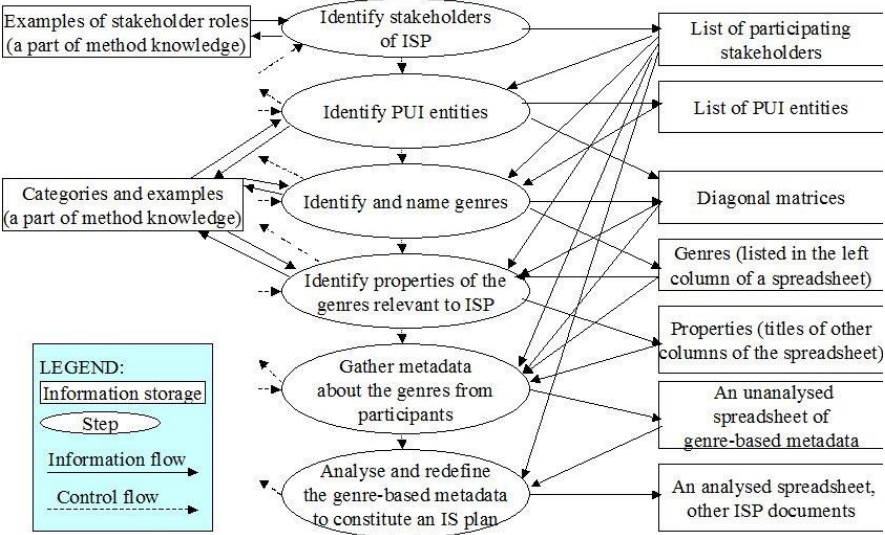 Examples of stakeholder roles
(a part of method knowledge)
Identify stakeholders
of ISP
List of participating
stakeholders
Identify PUI entities
List of PUI entities
Categories and examples
(a part of method knowledge)
Identify and name genres
Diagonal matrices
Identify properties of the
genres relevant to ISP
Genres (listed in the left
column of a spreadsheet)
Properties (titles of other
columns of the spreadsheet)
Gather metadata
about the genres from
participants
An unanalysed
spreadsheet of
genre-based metadata
Analyse and redefine
the genre-based metadata
to constitute an IS plan
An analysed spreadsheet,
other ISP documents
LEGEND:
Information storage
Step
Information flow
Control flow